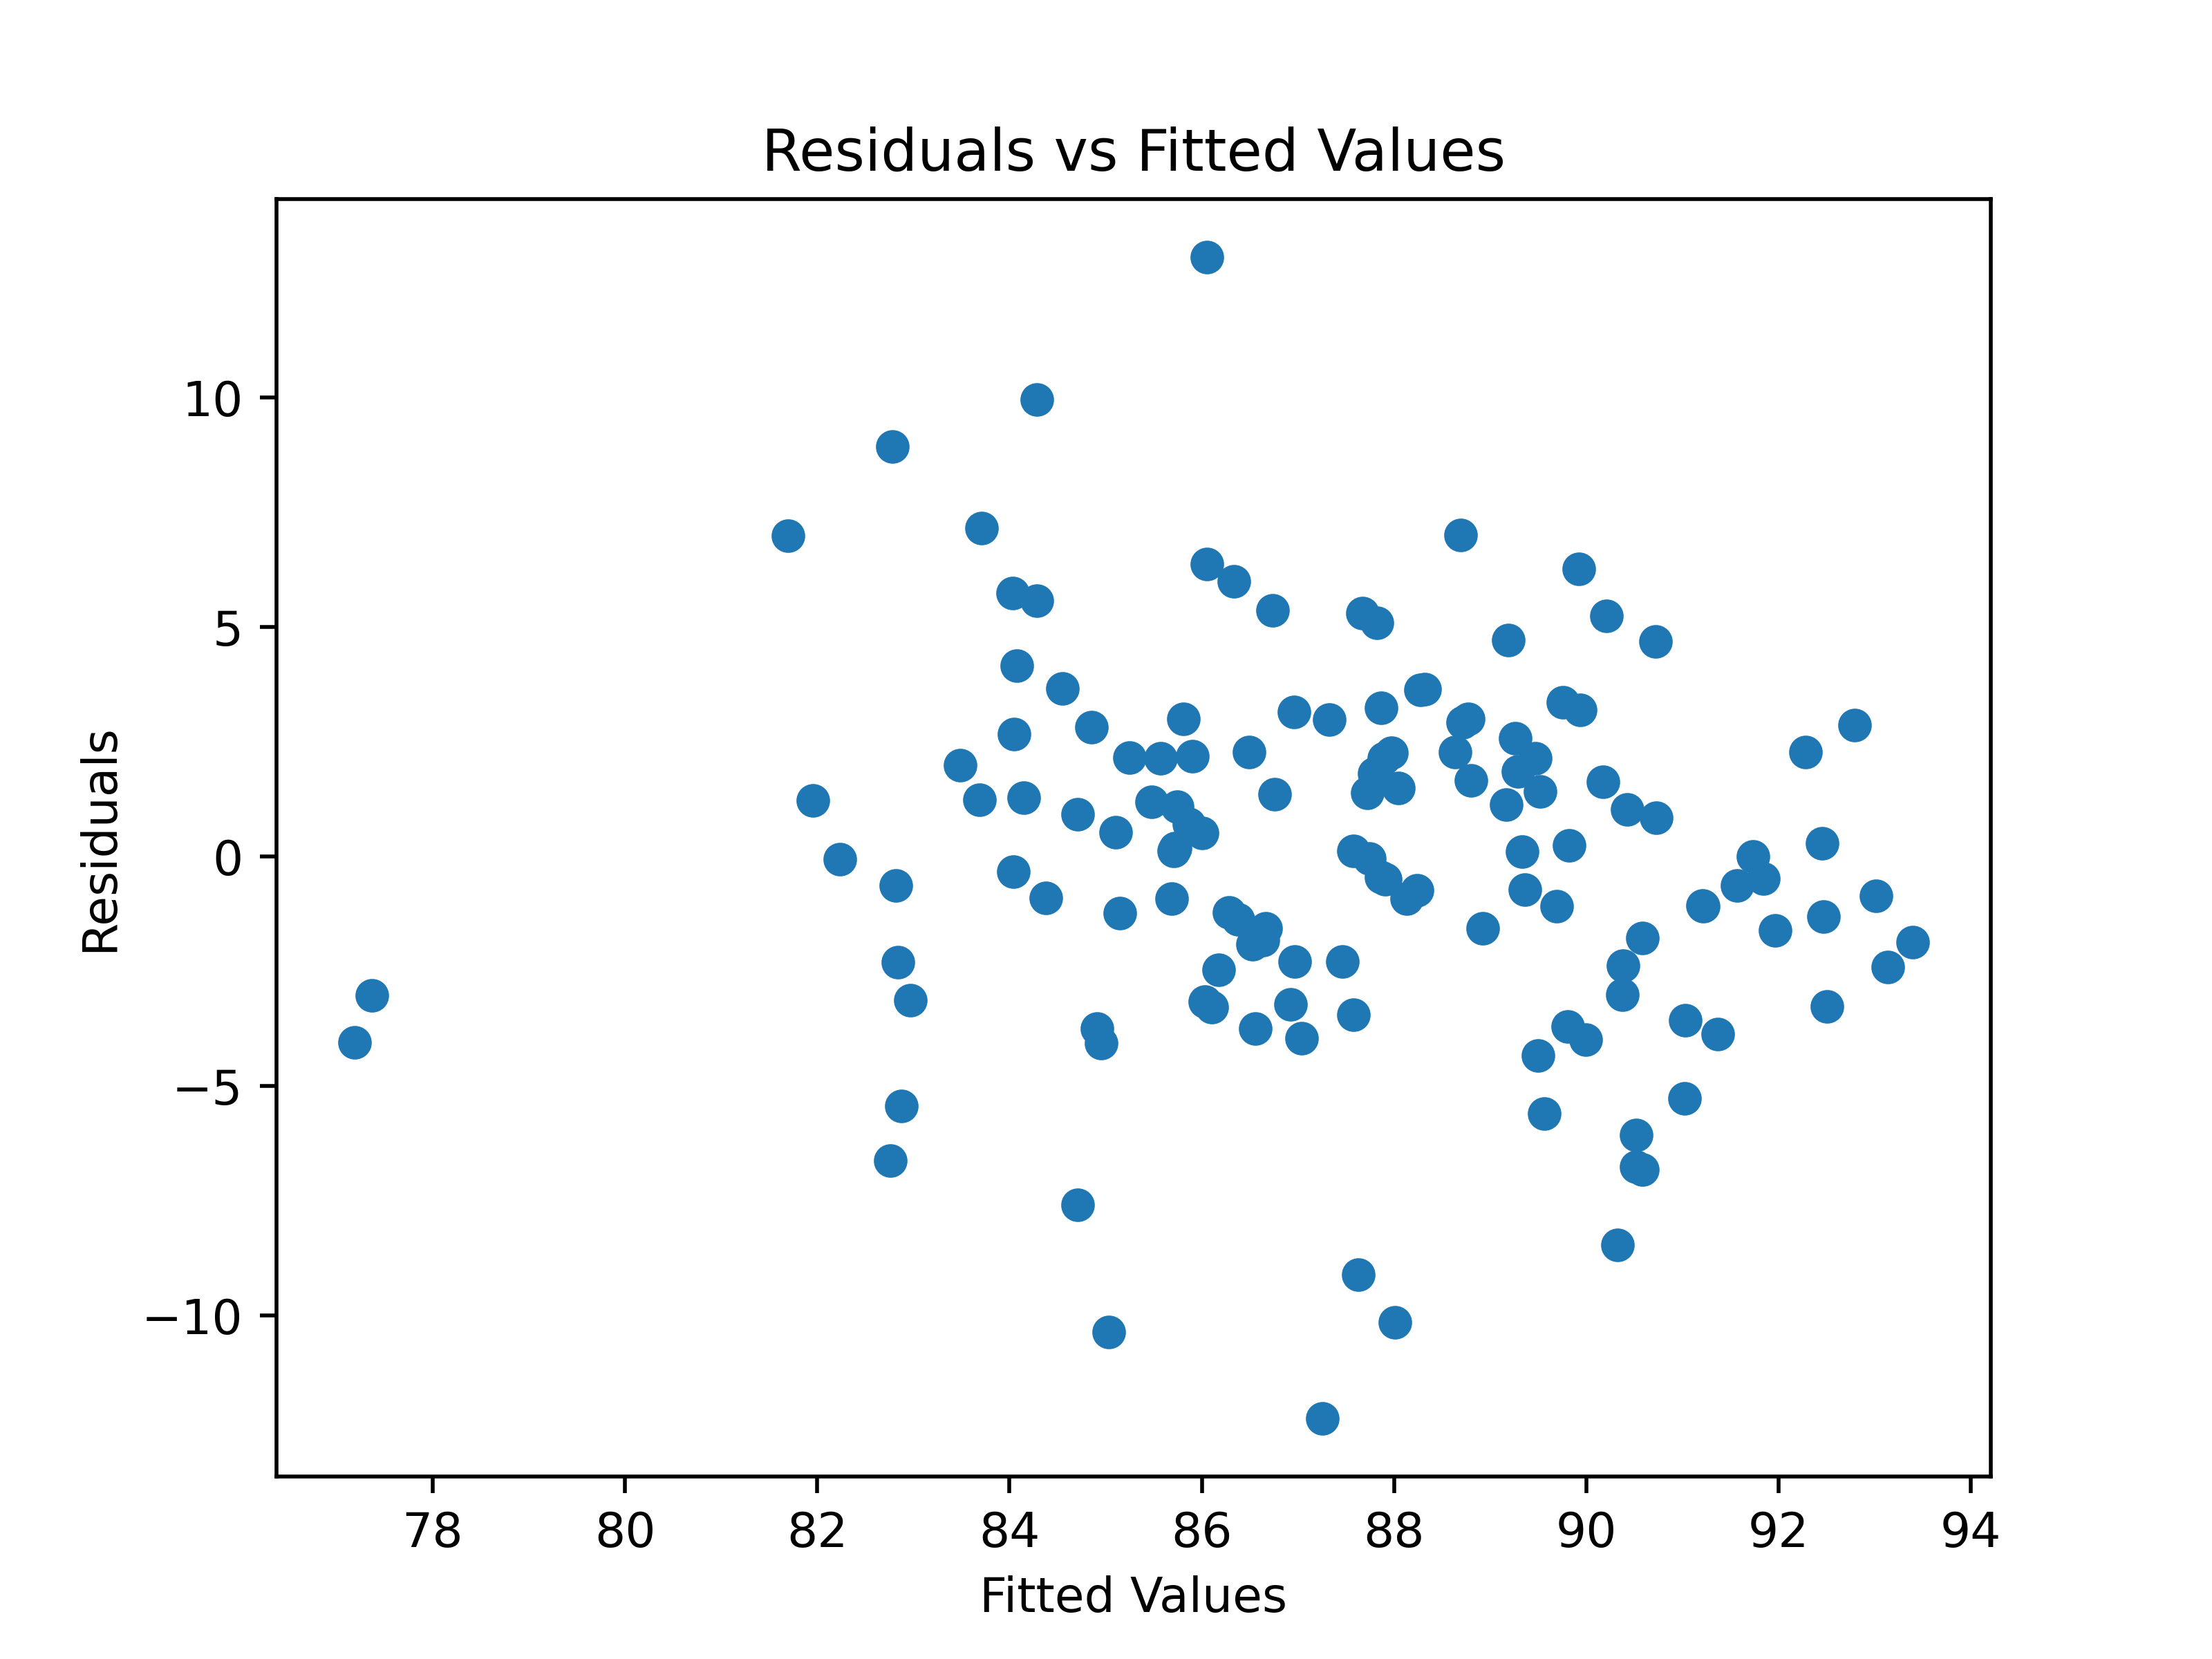 Residuals vs Fitted Values
10
5
0
−5
−10
Residuals
78 80 82 84 86 88 90 92 94
Fitted Values